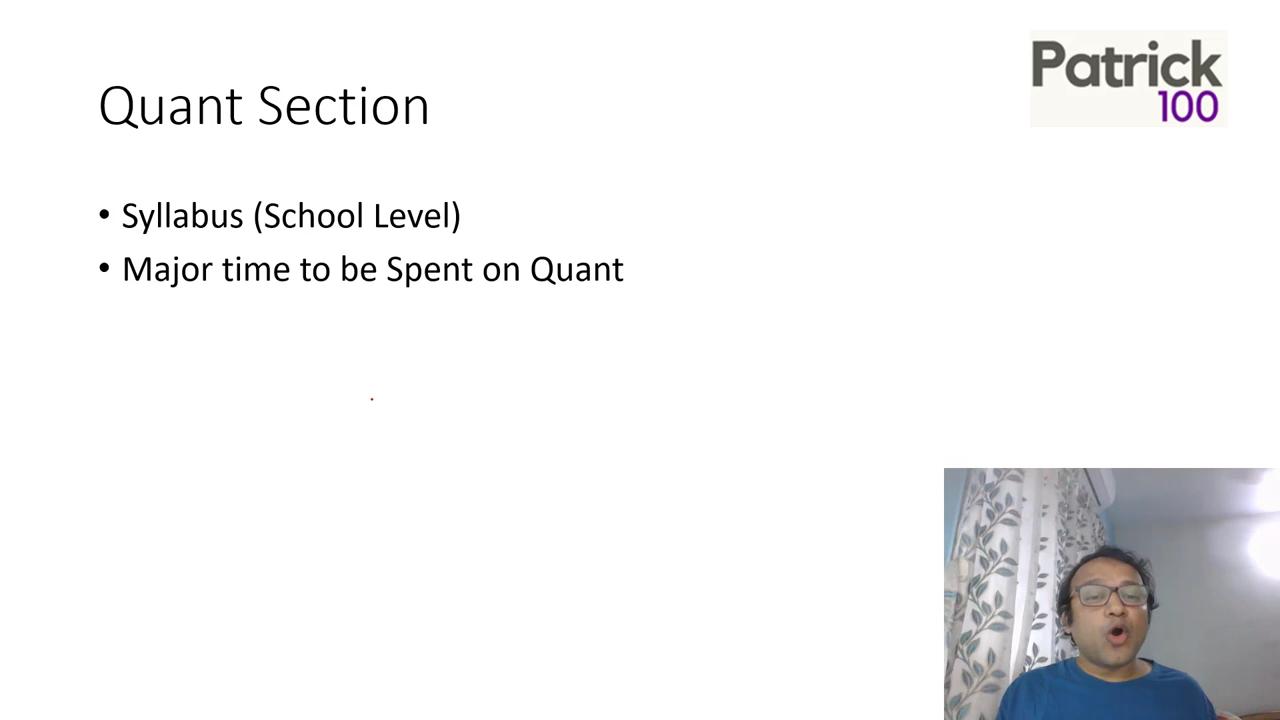 Patrick
100
Quant Section
• Syllabus (School Level)
• Major time to be Spent on Quant